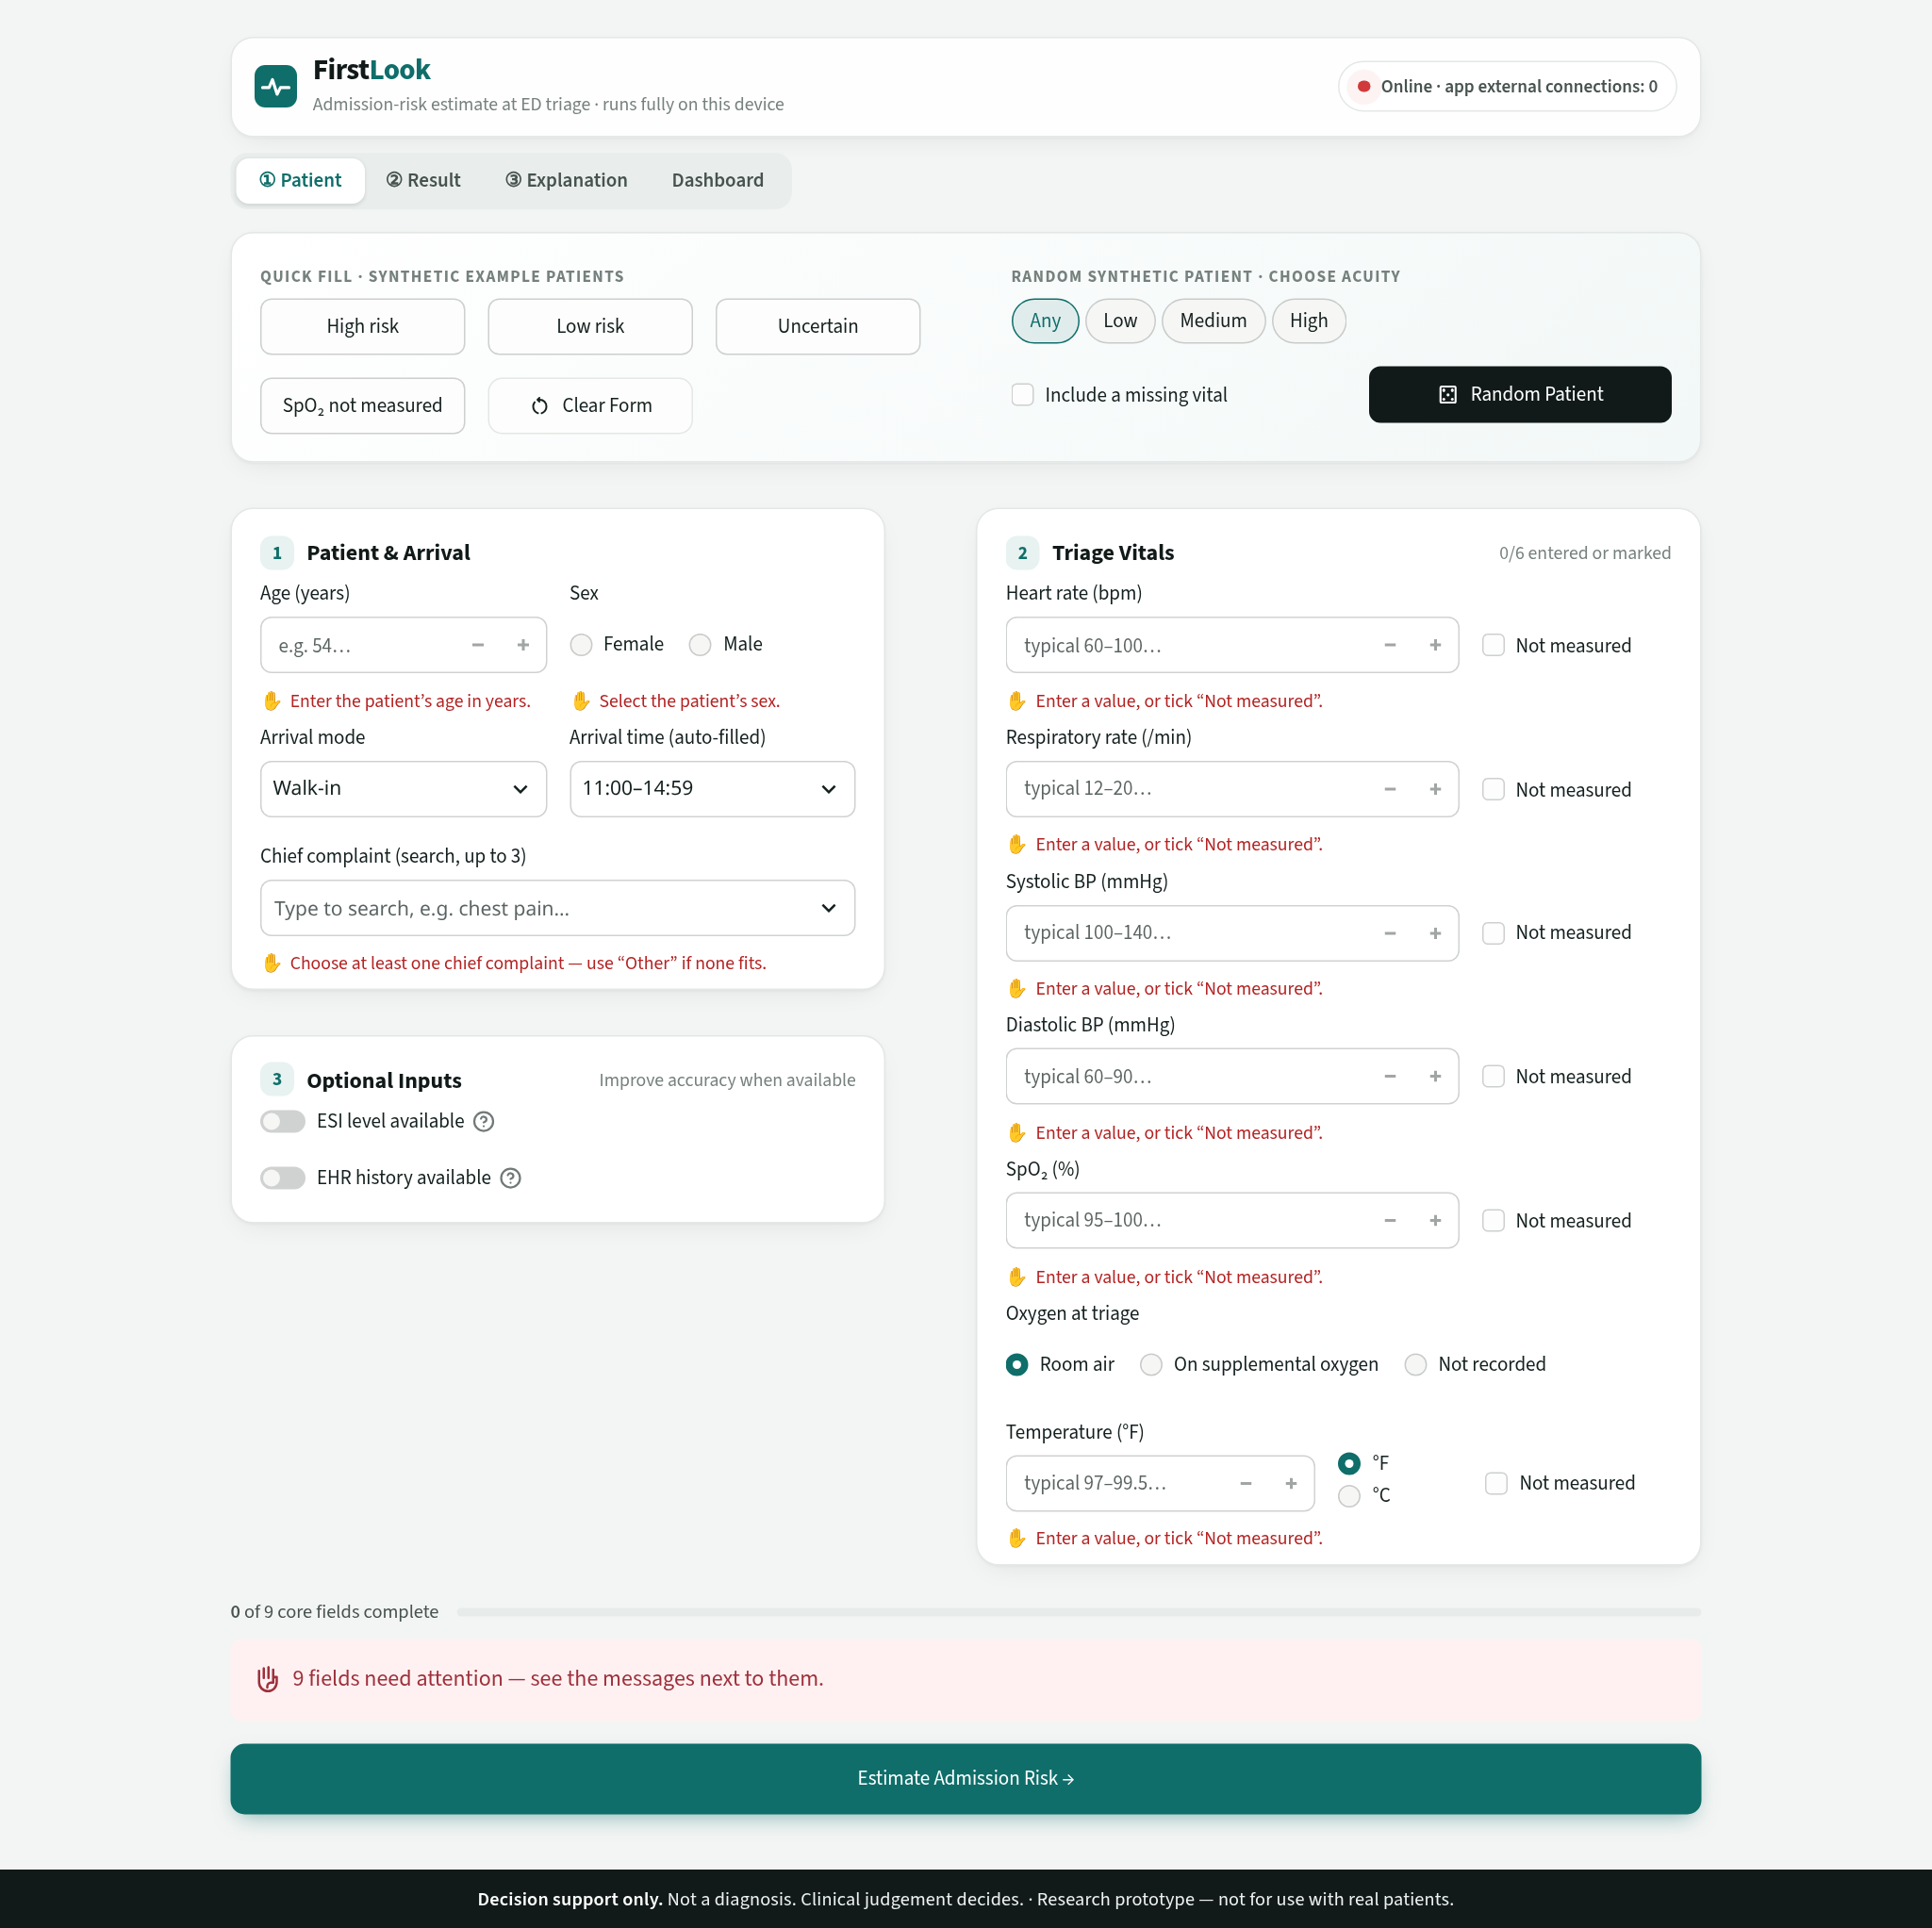 FirstLook
Admission-risk estimate at ED triage · runs fully on this device
Online · app external connections: 0
① Patient
② Result
③ Explanation
Dashboard
QUICK FILL · SYNTHETIC EXAMPLE PATIENTS
High risk
Low risk
Uncertain
SpO₂ not measured
Clear Form
RANDOM SYNTHETIC PATIENT · CHOOSE ACUITY
Any
Low
Medium
High
Include a missing vital
Random Patient
1 Patient & Arrival
Age (years)
Sex
e.g. 54…
Female
Male
Enter the patient’s age in years.
Select the patient’s sex.
Arrival mode
Arrival time (auto-filled)
Walk-in
11:00–14:59
Chief complaint (search, up to 3)
Type to search, e.g. chest pain…
Choose at least one chief complaint — use “Other” if none fits.
3 Optional Inputs
Improve accuracy when available
ESI level available
EHR history available
2 Triage Vitals
0/6 entered or marked
Heart rate (bpm)
typical 60–100…
Not measured
Enter a value, or tick “Not measured”.
Respiratory rate (/min)
typical 12–20…
Not measured
Enter a value, or tick “Not measured”.
Systolic BP (mmHg)
typical 100–140…
Not measured
Enter a value, or tick “Not measured”.
Diastolic BP (mmHg)
typical 60–90…
Not measured
Enter a value, or tick “Not measured”.
SpO₂ (%)
typical 95–100…
Not measured
Enter a value, or tick “Not measured”.
Oxygen at triage
Room air
On supplemental oxygen
Not recorded
Temperature (°F)
typical 97–99.5…
°F
°C
Not measured
Enter a value, or tick “Not measured”.
0 of 9 core fields complete
9 fields need attention — see the messages next to them.
Estimate Admission Risk →
Decision support only. Not a diagnosis. Clinical judgement decides. · Research prototype — not for use with real patients.